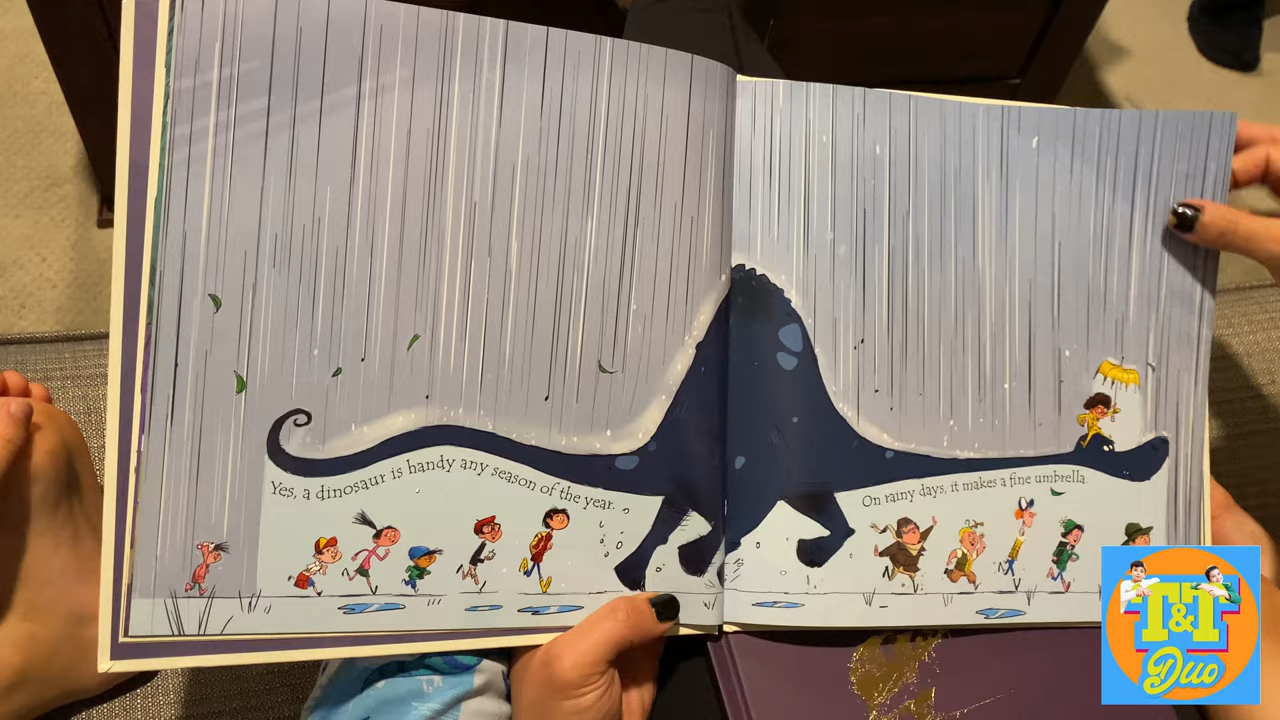 Yes, a dinosaur is handy any season of the year.
On rainy days, it makes a fine umbrella.
T&T
Duo